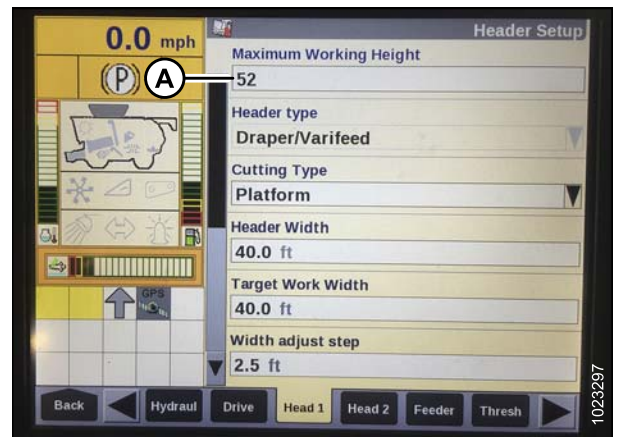 0.0 mph
Header Setup
Maximum Working Height
(P)
A
52
Header type
Draper/Varifeed
Cutting Type
Platform
Header Width
40.0 ft
GPS
Target Work Width
40.0 ft
Width adjust step
2.5 ft
Back
Hydraul
Drive
Head 1
Head 2
Feeder
Thresh
1023297